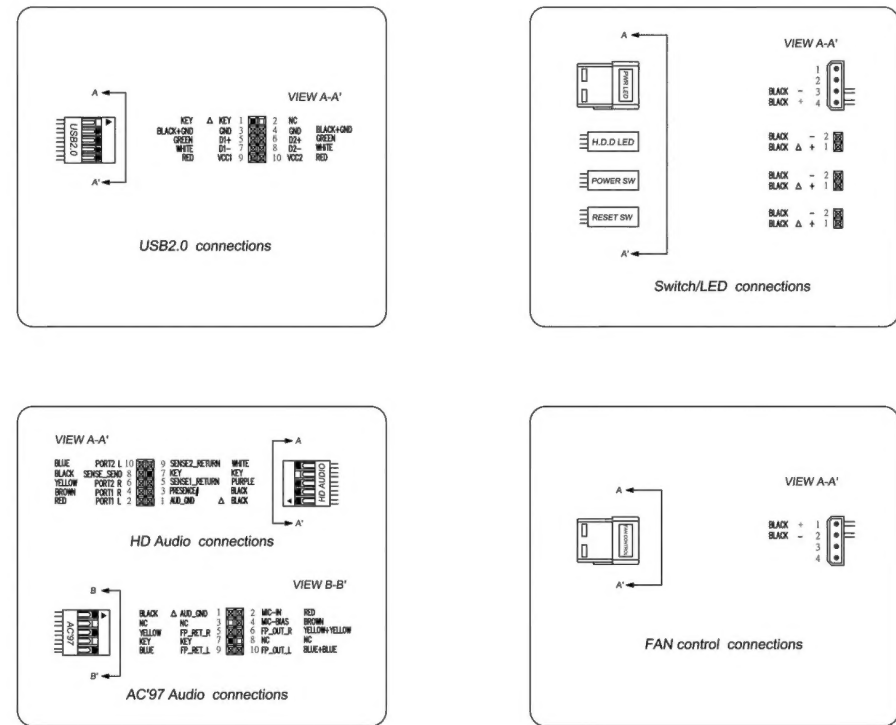 A
VIEW A-A'
KEY Δ KEY 1 2 NC
BLACK+GND GND 3 4 GND BLACK+GND
GREEN D1+ 5 6 D2+ GREEN
WHITE D1- 7 8 D2- WHITE
RED VCC1 9 10 VCC2 RED
USB2.0
A'
USB2.0 connections
A
VIEW A-A'
PWR LED
1
2
BLACK - 3
BLACK + 4
H.D.D LED
BLACK - 2
BLACK Δ + 1
POWER SW
BLACK - 2
BLACK Δ + 1
RESET SW
BLACK - 2
BLACK Δ + 1
A'
Switch/LED connections
VIEW A-A'
A
BLUE PORT2 L 10 9 SENSE2_RETURN WHITE
BLACK SENSE_SEND 8 7 KEY KEY
YELLOW PORT2 R 6 5 SENSE1_RETURN PURPLE
BROWN PORT1 R 4 3 PRESENCE# BLACK
RED PORT1 L 2 1 AUD_GND Δ BLACK
HD AUDIO
A'
HD Audio connections
B
VIEW B-B'
BLACK Δ AUD_GND 1 2 MIC-IN RED
NC NC 3 4 MIC-BIAS BROWN
YELLOW FP_RET_R 5 6 FP_OUT_R YELLOW+YELLOW
KEY KEY 7 8 NC NC
BLUE FP_RET_L 9 10 FP_OUT_L BLUE+BLUE
AC'97
B'
AC'97 Audio connections
A
VIEW A-A'
FAN CONTROL
BLACK + 1
BLACK - 2
3
4
A'
FAN control connections